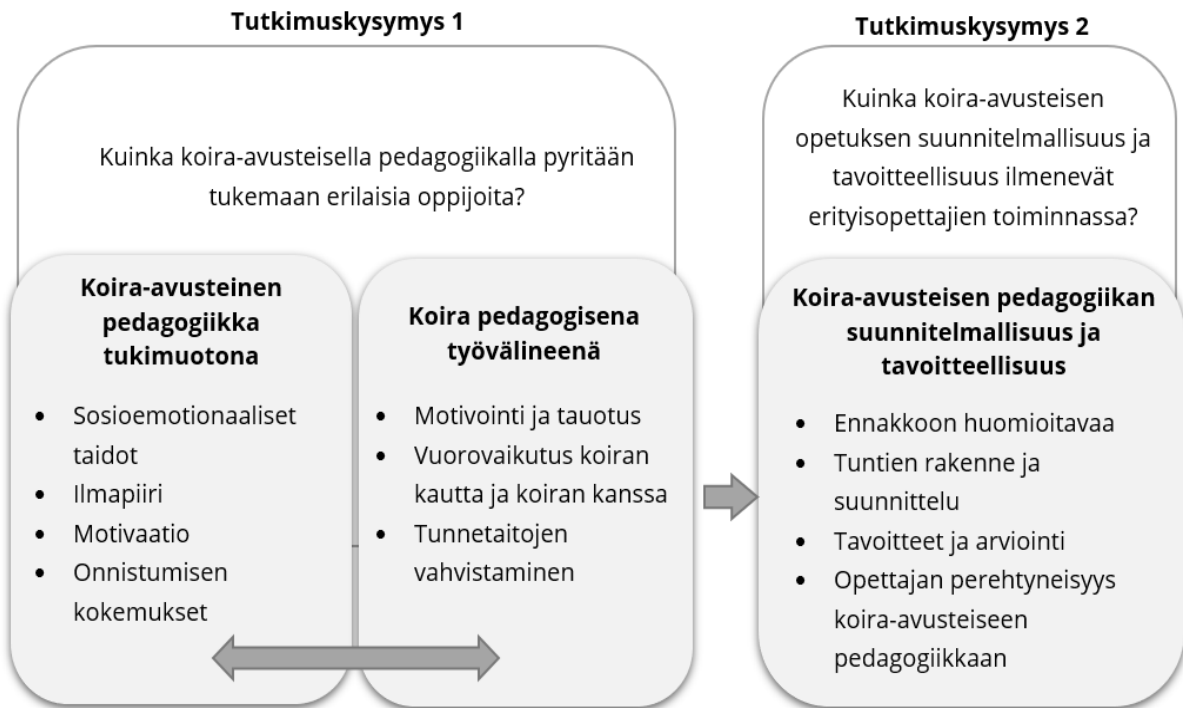 Tutkimuskysymys 1
Kuinka koira-avusteisella pedagogiikalla pyritään
tukemaan erilaisia oppijoita?
Koira-avusteinen
pedagogiikka
tukimuotona
• Sosioemotionaaliset
taidot
• Ilmapiiri
• Motivaatio
• Onnistumisen
kokemukset
Koira pedagogisena
työvälineenä
• Motivointi ja tauotus
• Vuorovaikutus koiran
kautta ja koiran kanssa
• Tunnetaitojen
vahvistaminen
Tutkimuskysymys 2
Kuinka koira-avusteisen
opetuksen suunnitelmallisuus ja
tavoitteellisuus ilmenevät
erityisopettajien toiminnassa?
Koira-avusteisen pedagogiikan
suunnitelmallisuus ja
tavoitteellisuus
• Ennakkoon huomioitavaa
• Tuntien rakenne ja
suunnittelu
• Tavoitteet ja arviointi
• Opettajan perehtyneisyys
koira-avusteiseen
pedagogiikkaan